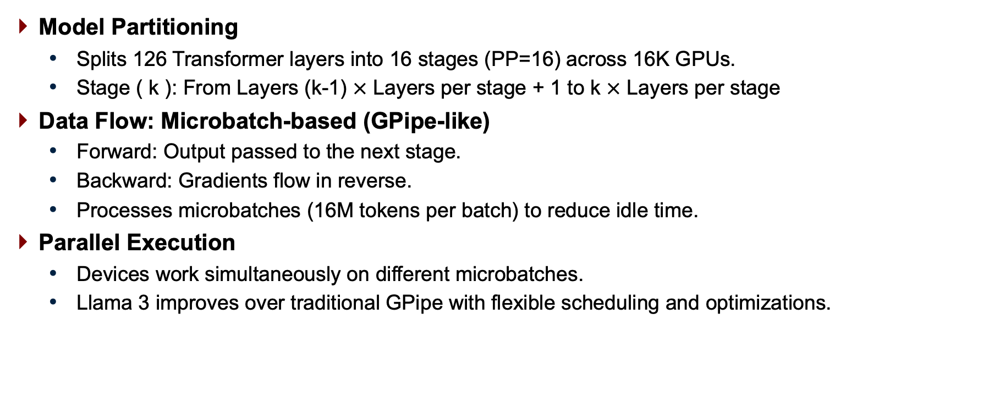 Model Partitioning
• Splits 126 Transformer layers into 16 stages (PP=16) across 16K GPUs.
• Stage ( k ): From Layers (k-1) × Layers per stage + 1 to k × Layers per stage
Data Flow: Microbatch-based (GPipe-like)
• Forward: Output passed to the next stage.
• Backward: Gradients flow in reverse.
• Processes microbatches (16M tokens per batch) to reduce idle time.
Parallel Execution
• Devices work simultaneously on different microbatches.
• Llama 3 improves over traditional GPipe with flexible scheduling and optimizations.